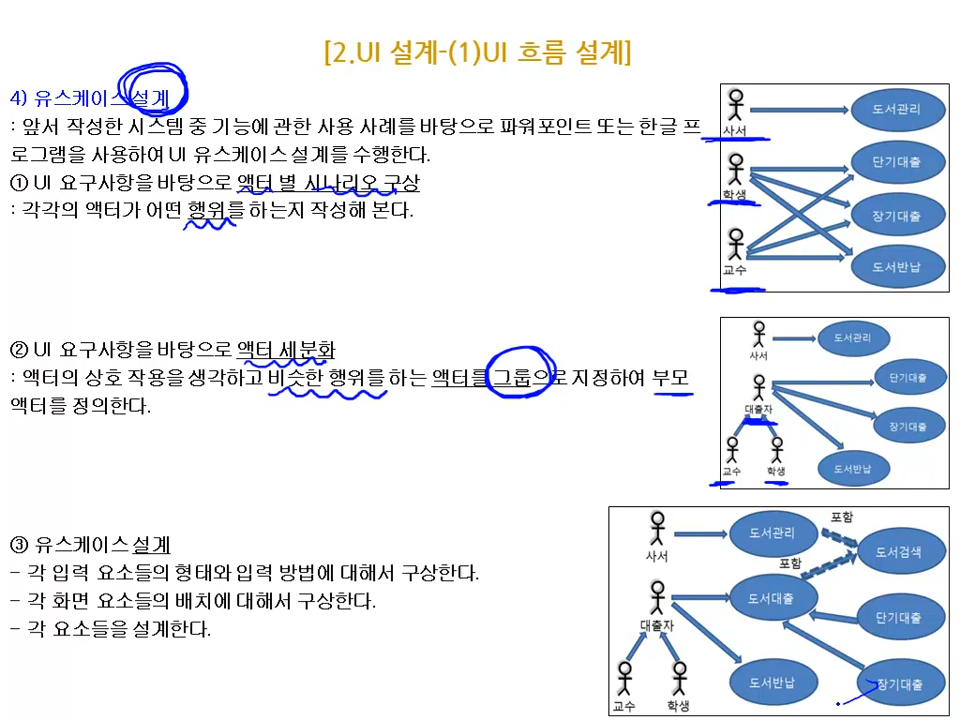 [2.UI 설계-(1)UI 흐름 설계]
4) 유스케이스 설계
: 앞서 작성한 시스템 중 기능에 관한 사용 사례를 바탕으로 파워포인트 또는 한글 프
로그램을 사용하여 UI 유스케이스 설계를 수행한다.
① UI 요구사항을 바탕으로 액터 별 시나리오 구상
: 각각의 액터가 어떤 행위를 하는지 작성해 본다.
사서
도서관리
학생
단기대출
장기대출
교수
도서반납
② UI 요구사항을 바탕으로 액터 세분화
: 액터의 상호 작용을 생각하고 비슷한 행위를 하는 액터를 그룹으로 지정하여 부모
액터를 정의한다.
사서
도서관리
대출자
단기대출
장기대출
교수
학생
도서반납
③ 유스케이스 설계
- 각 입력 요소들의 형태와 입력 방법에 대해서 구상한다.
- 각 화면 요소들의 배치에 대해서 구상한다.
- 각 요소들을 설계한다.
사서
도서관리
포함
도서검색
포함
대출자
도서대출
단기대출
교수
학생
도서반납
장기대출